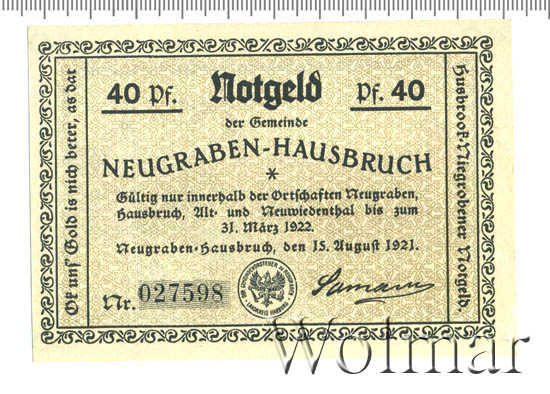 40 Pf. Notgeld Pf. 40
der Gemeinde
NEUGRABEN-HAUSBRUCH
*
Gültig nur innerhalb der Ortschaften Neugraben,
Hausbruch, Alt- und Neuwiedenthal bis zum
31. März 1922.
Neugraben-Hausbruch, den 15. August 1921.
Nr. 027598
Ok uns' Gold is nich beter, as dat
Husbrook-Niegrobener Notgeld.
Wolmar